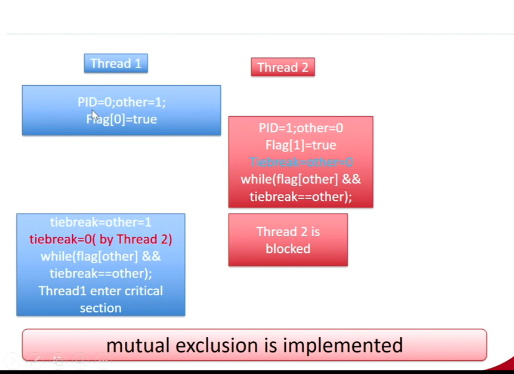 Thread 1
Thread 2
PID=0;other=1;
Flag[0]=true
PID=1;other=0
Flag[1]=true
Tiebreak=other=0
while(flag[other] &&
tiebreak==other);
tiebreak=other=1
tiebreak=0( by Thread 2)
while(flag[other] &&
tiebreak==other);
Thread1 enter critical
section
Thread 2 is
blocked
mutual exclusion is implemented